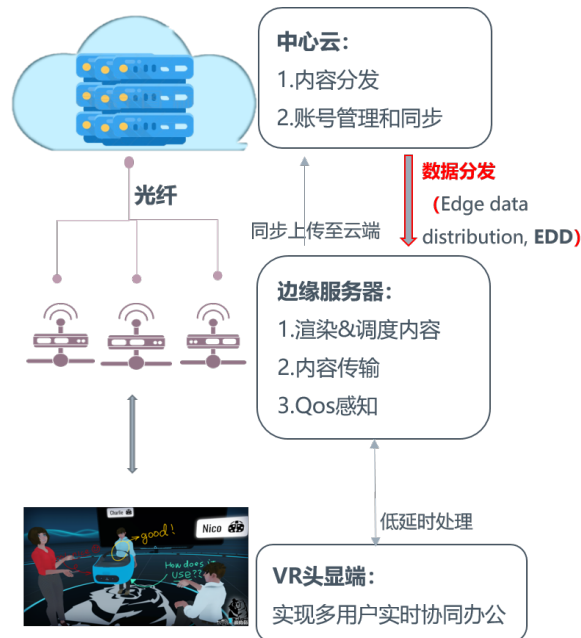 中心云：
1.内容分发
2.账号管理和同步
光纤
数据分发
（Edge data
distribution, EDD）
同步上传至云端
边缘服务器：
1.渲染&调度内容
2.内容传输
3.Qos感知
Charlie
good!
Nico
How does in
USE??
低延时处理
VR头显端：
实现多用户实时协同办公